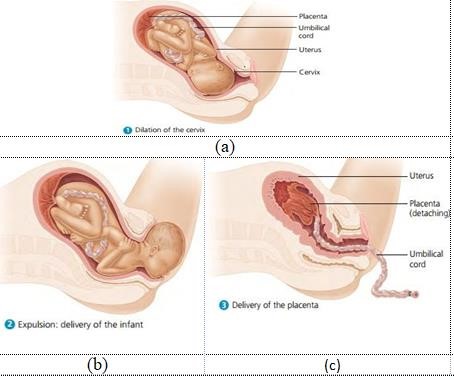 Placenta
Umbilical
cord
Uterus
Cervix
1 Dilation of the cervix
(a)
2 Expulsion: delivery of the infant
(b)
Uterus
Placenta
(detaching)
Umbilical
cord
3 Delivery of the placenta
(c)